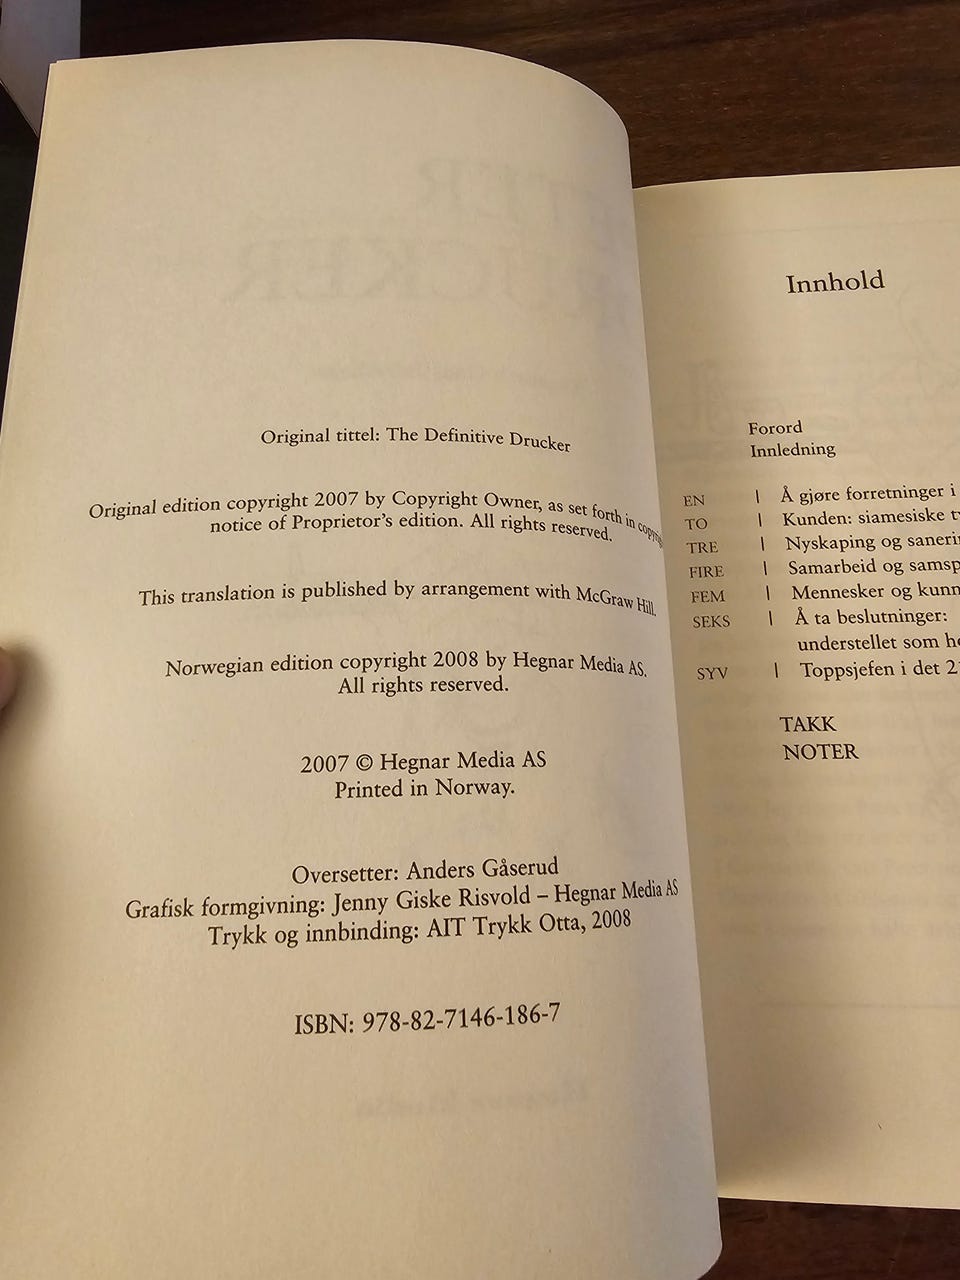 Original tittel: The Definitive Drucker
Original edition copyright 2007 by Copyright Owner, as set forth in
notice of Proprietor's edition. All rights reserved.
This translation is published by arrangement with McGraw Hill.
Norwegian edition copyright 2008 by Hegnar Media AS.
All rights reserved.
2007 © Hegnar Media AS
Printed in Norway.
Oversetter: Anders Gåserud
Grafisk formgivning: Jenny Giske Risvold – Hegnar Media AS
Trykk og innbinding: AIT Trykk Otta, 2008
ISBN: 978-82-7146-186-7
Innhold
Forord
Innledning
EN | Å gjøre forretninger i
TO | Kunden: siamesiske
TRE | Nyskaping og
FIRE | Samarbeid og
FEM | Mennesker og
SEKS | Å ta beslutninger:
understellet som
SYV | Toppsjefen i det
TAKK
NOTER